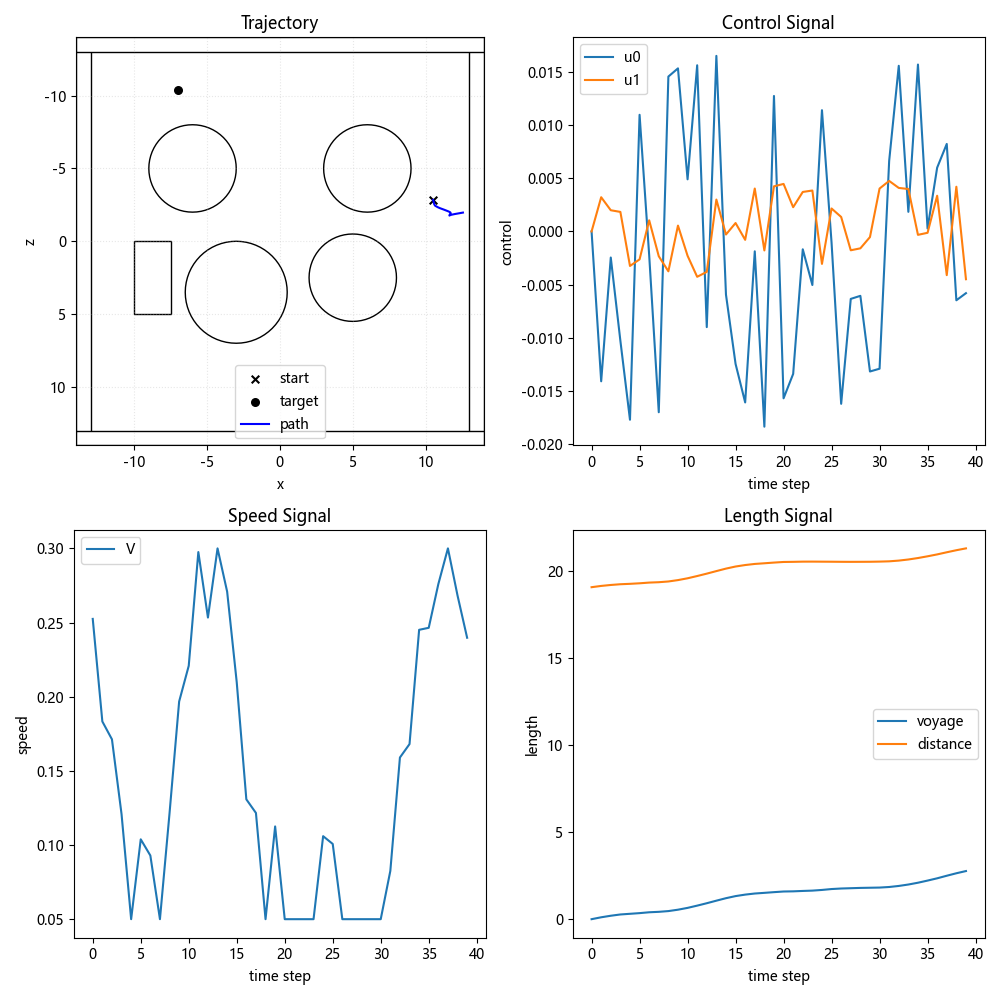 Trajectory
-10
-5
0
5
10
z
-10
-5
0
5
10
x
start
target
path
Control Signal
0.015
0.010
0.005
0.000
-0.005
-0.010
-0.015
-0.020
control
0
5
10
15
20
25
30
35
40
time step
u0
u1
Speed Signal
0.30
0.25
0.20
0.15
0.10
0.05
speed
0
5
10
15
20
25
30
35
40
time step
V
Length Signal
20
15
10
5
0
length
0
5
10
15
20
25
30
35
40
time step
voyage
distance